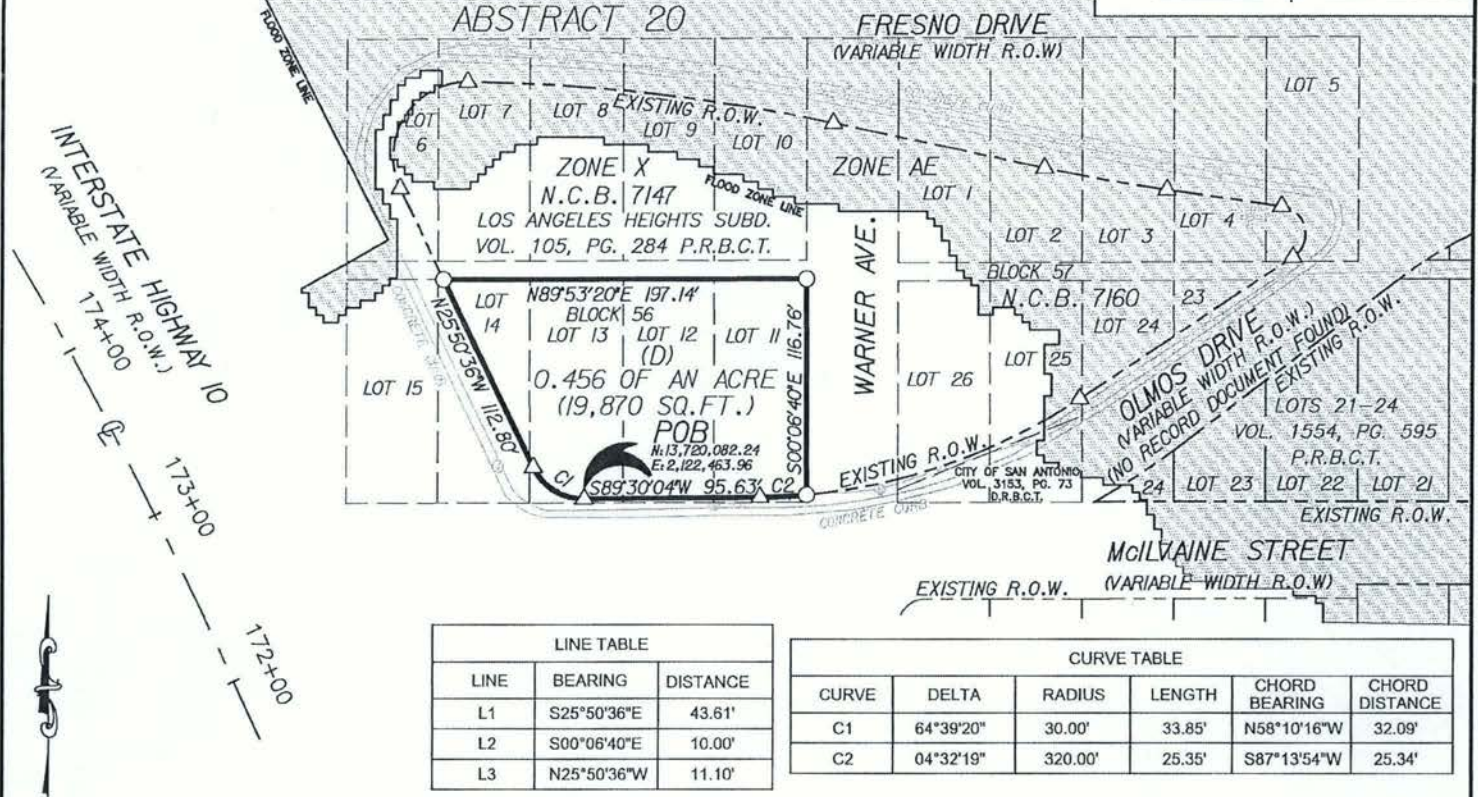 ABSTRACT 20
FRESNO DRIVE
(VARIABLE WIDTH R.O.W)
FLOOD ZONE LINE
LOT 5
LOT 6
LOT 7
LOT 8
EXISTING R.O.W.
LOT 9
LOT 10
ZONE X
N.C.B. 7147
LOS ANGELES HEIGHTS SUBD.
VOL. 105, PG. 284 P.R.B.C.T.
FLOOD ZONE LINE
ZONE AE
LOT 1
LOT 2
LOT 3
LOT 4
INTERSTATE HIGHWAY 10
(VARIABLE WIDTH R.O.W.)
174+00
173+00
172+00
CONCRETE CURB
LOT 15
N25°50'36"W 112.80'
LOT 14
N89°53'20"E 197.14'
BLOCK 56
LOT 13
LOT 12
LOT 11
(D)
0.456 OF AN ACRE
(19,870 SQ.FT.)
POB
N:13,720,082.24
E:2,122,463.96
C1
S89°30'04"W 95.63'
C2
S00°06'40"E 116.76'
WARNER AVE.
BLOCK 57
N.C.B. 7160
23
LOT 24
LOT 25
LOT 26
EXISTING R.O.W.
CONCRETE CURB
CITY OF SAN ANTONIO
VOL. 3153, PG. 73
D.R.B.C.T.
OLMOS DRIVE
(VARIABLE WIDTH R.O.W.)
(NO RECORD DOCUMENT FOUND)
EXISTING R.O.W.
LOTS 21-24
VOL. 1554, PG. 595
P.R.B.C.T.
24
LOT 23
LOT 22
LOT 21
EXISTING R.O.W.
McILVAINE STREET
(VARIABLE WIDTH R.O.W)
EXISTING R.O.W.
LINE TABLE
LINE BEARING DISTANCE
L1 S25°50'36"E 43.61'
L2 S00°06'40"E 10.00'
L3 N25°50'36"W 11.10'
CURVE TABLE
CURVE DELTA RADIUS LENGTH CHORD BEARING CHORD DISTANCE
C1 64°39'20" 30.00' 33.85' N58°10'16"W 32.09'
C2 04°32'19" 320.00' 25.35' S87°13'54"W 25.34'